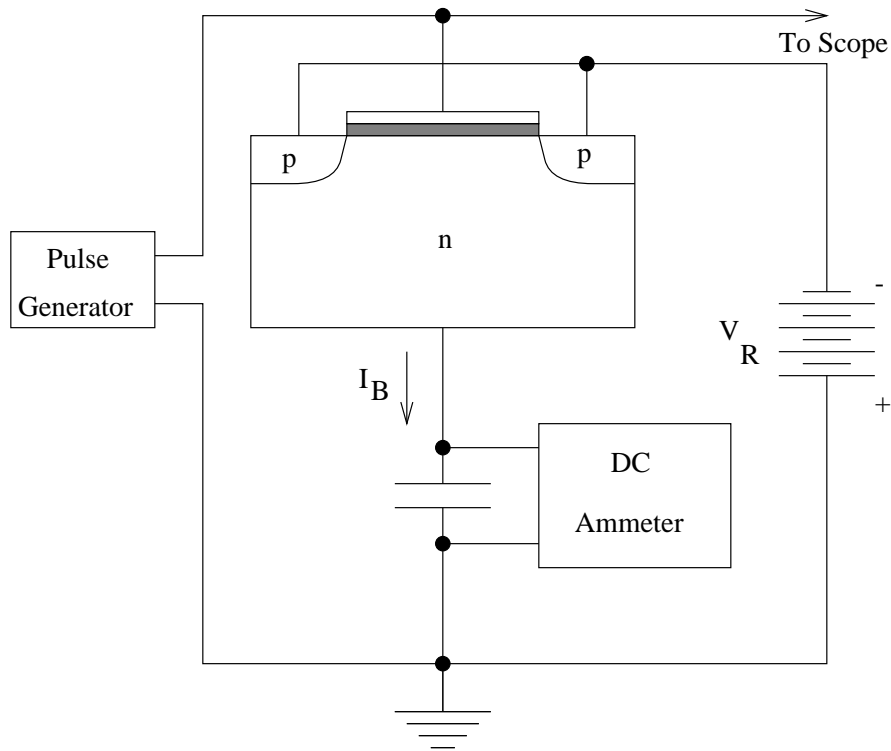 To Scope
p
p
n
Pulse
Generator
-
V
R
+
I
B
DC
Ammeter